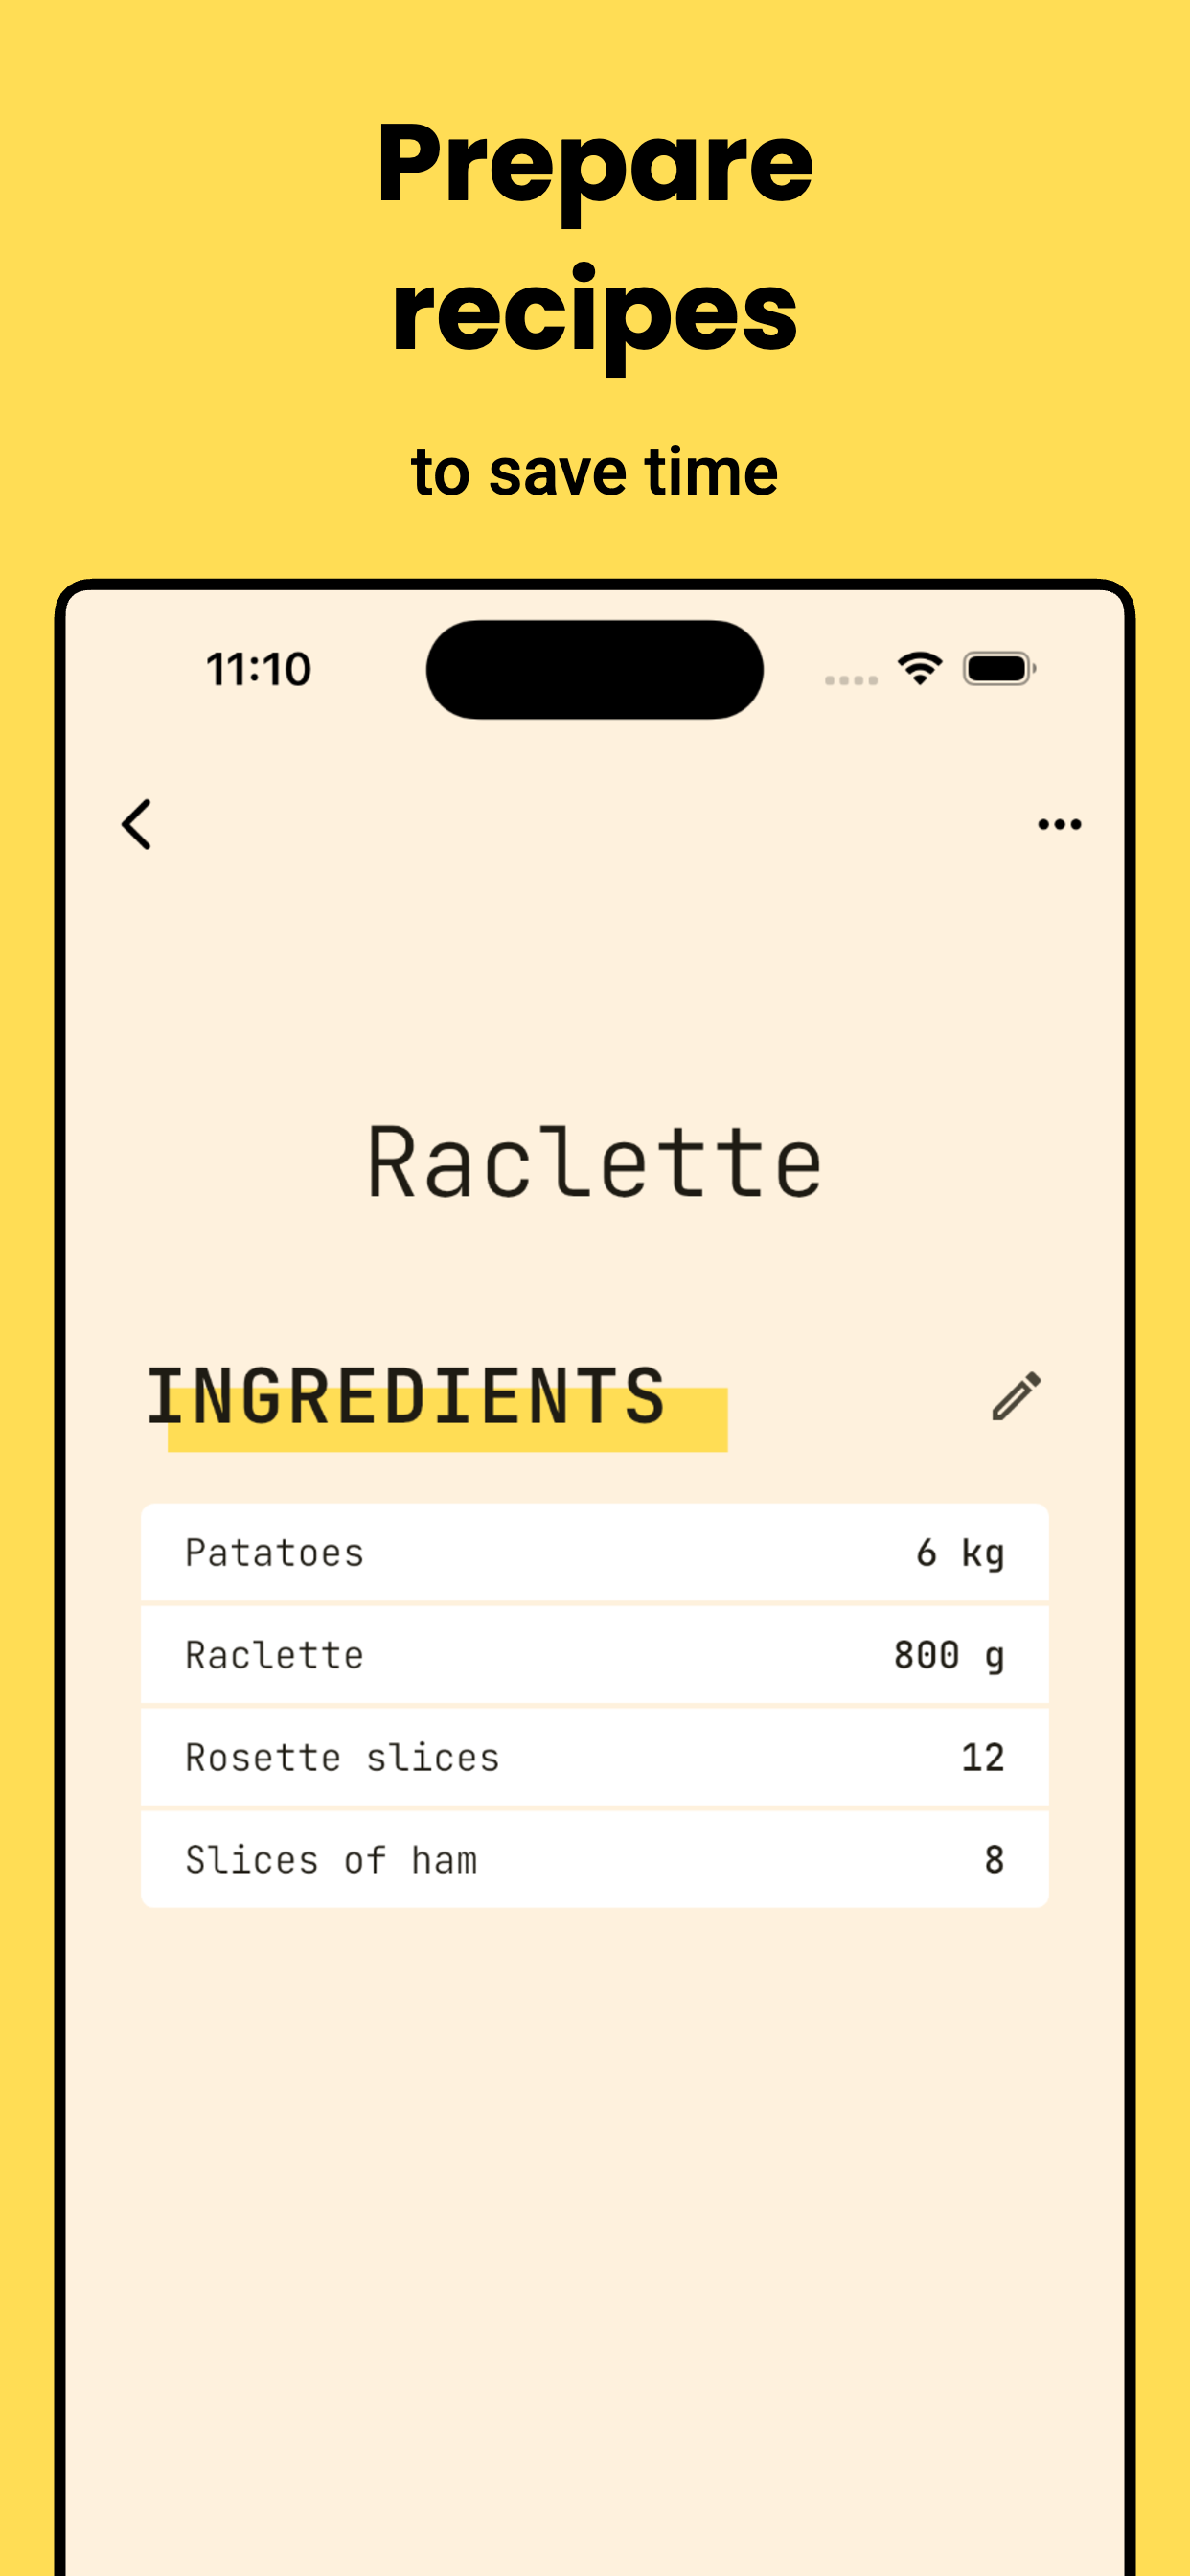 Prepare
recipes
to save time
11:10
Raclette
INGREDIENTS
Patatoes 6 kg
Raclette 800 g
Rosette slices 12
Slices of ham 8